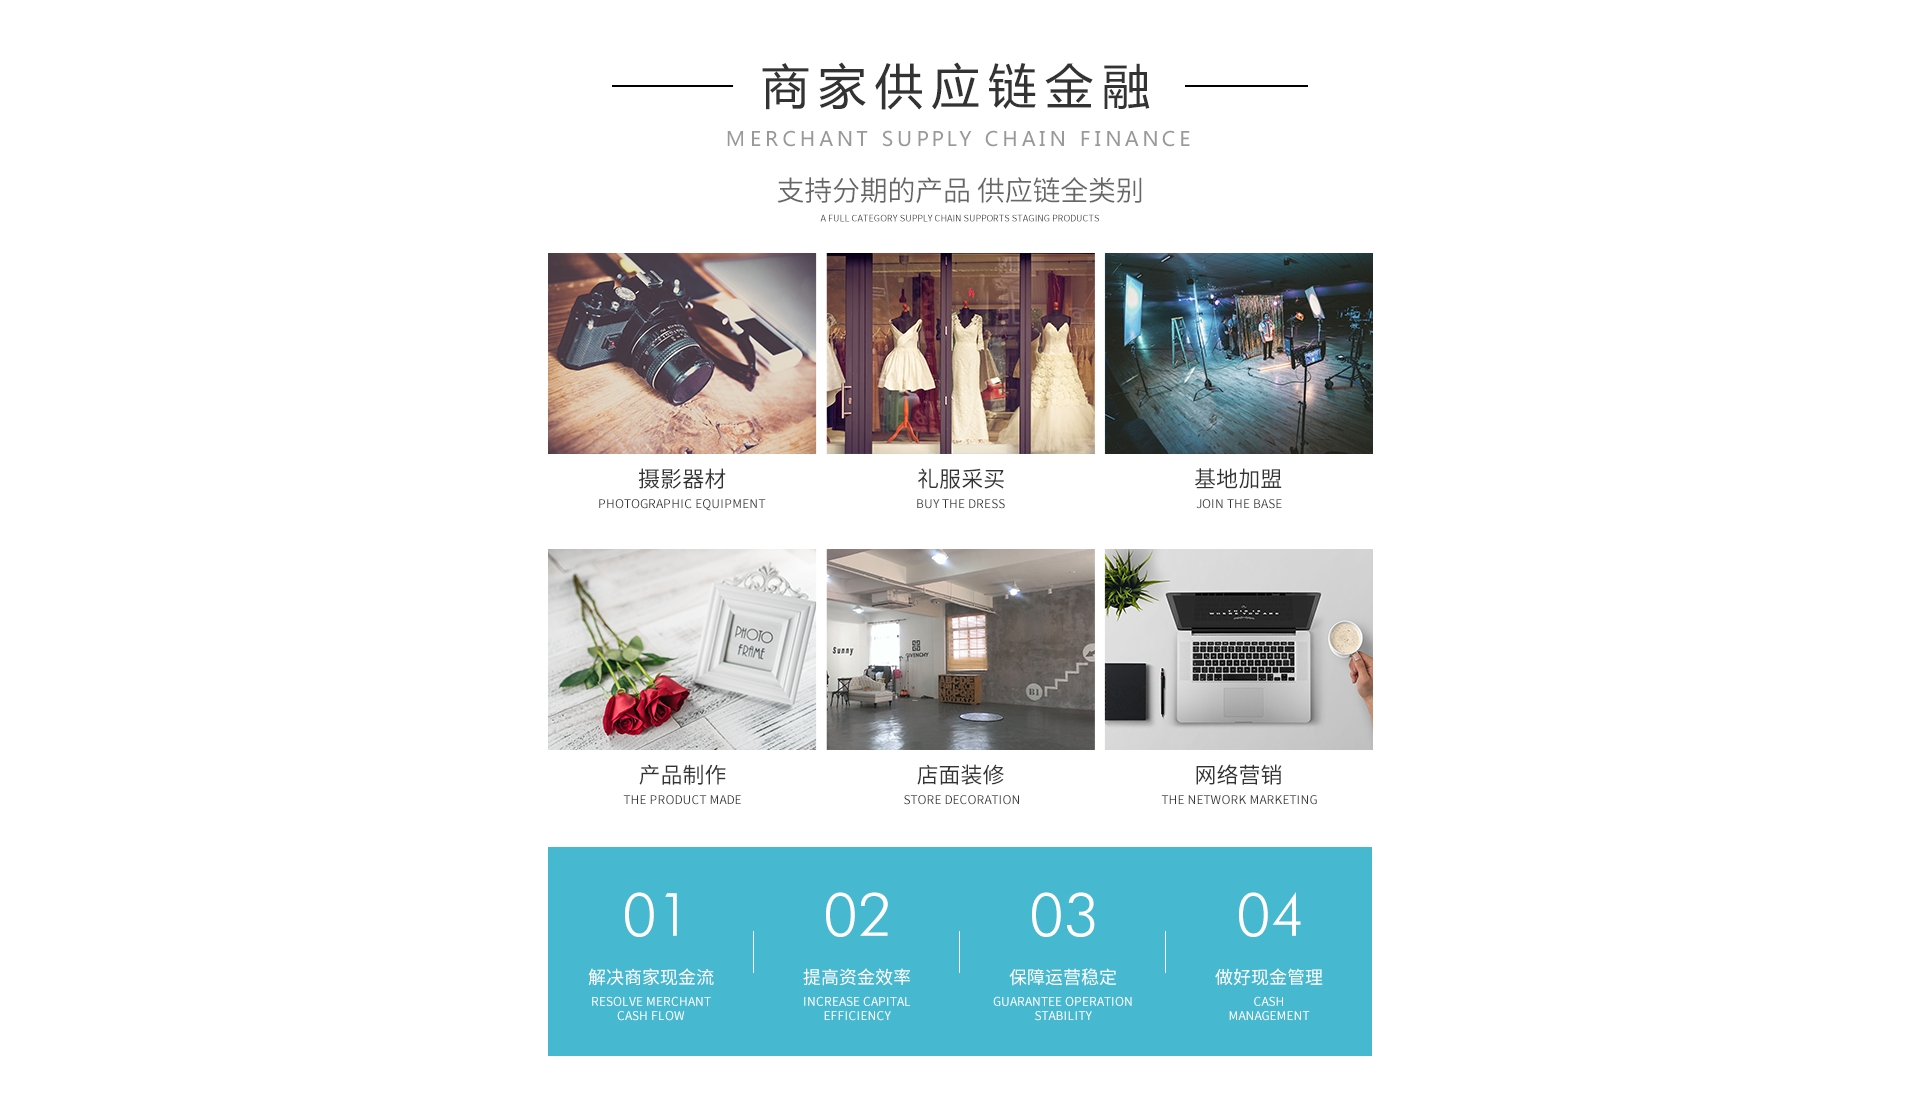 商家供应链金融
MERCHANT SUPPLY CHAIN FINANCE
支持分期的产品 供应链全类别
A FULL CATEGORY SUPPLY CHAIN SUPPORTS STAGING PRODUCTS
摄影器材
PHOTOGRAPHIC EQUIPMENT
礼服采买
BUY THE DRESS
基地加盟
JOIN THE BASE
PHOTO
FRAME
Sunny
GIVENCHY
B1
产品制作
THE PRODUCT MADE
店面装修
STORE DECORATION
网络营销
THE NETWORK MARKETING
01
解决商家现金流
RESOLVE MERCHANT
CASH FLOW
02
提高资金效率
INCREASE CAPITAL
EFFICIENCY
03
保障运营稳定
GUARANTEE OPERATION
STABILITY
04
做好现金管理
CASH
MANAGEMENT